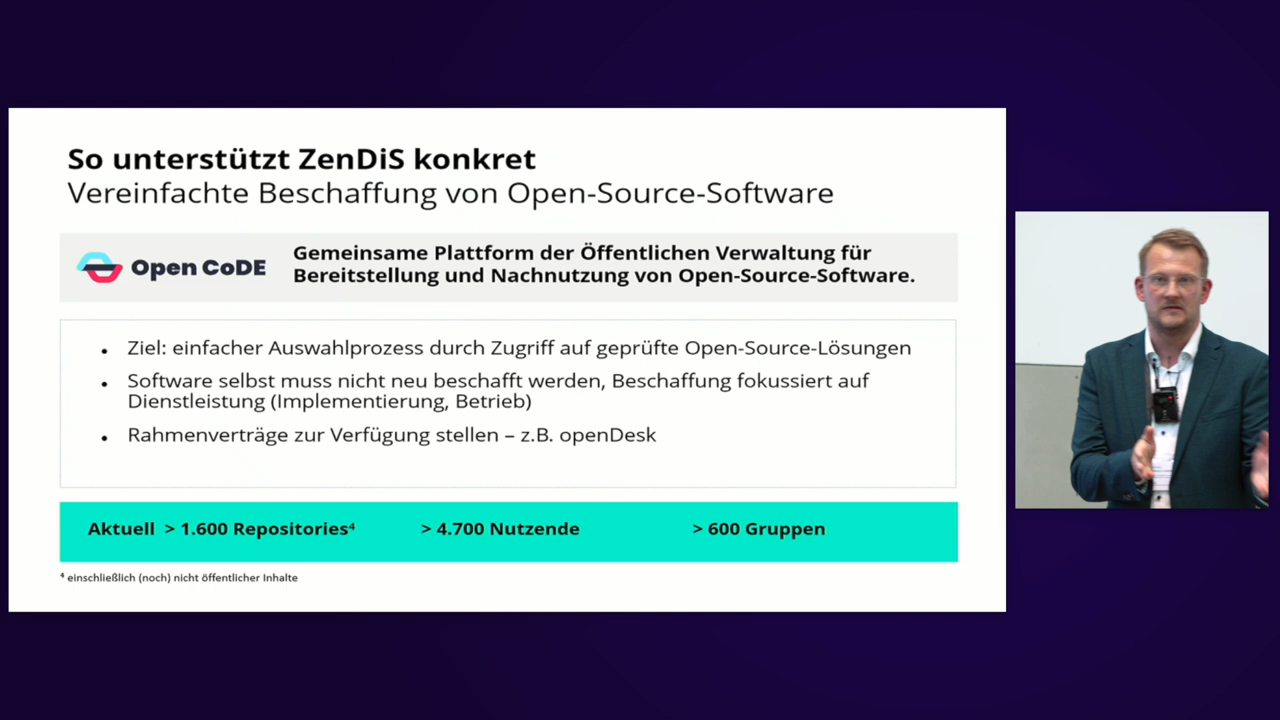 So unterstützt ZenDiS konkret
Vereinfachte Beschaffung von Open-Source-Software
Open CoDE
Gemeinsame Plattform der Öffentlichen Verwaltung für
Bereitstellung und Nachnutzung von Open-Source-Software.
• Ziel: einfacher Auswahlprozess durch Zugriff auf geprüfte Open-Source-Lösungen
• Software selbst muss nicht neu beschafft werden, Beschaffung fokussiert auf
Dienstleistung (Implementierung, Betrieb)
• Rahmenverträge zur Verfügung stellen – z.B. openDesk
Aktuell > 1.600 Repositories⁴ > 4.700 Nutzende > 600 Gruppen
⁴ einschließlich (noch) nicht öffentlicher Inhalte